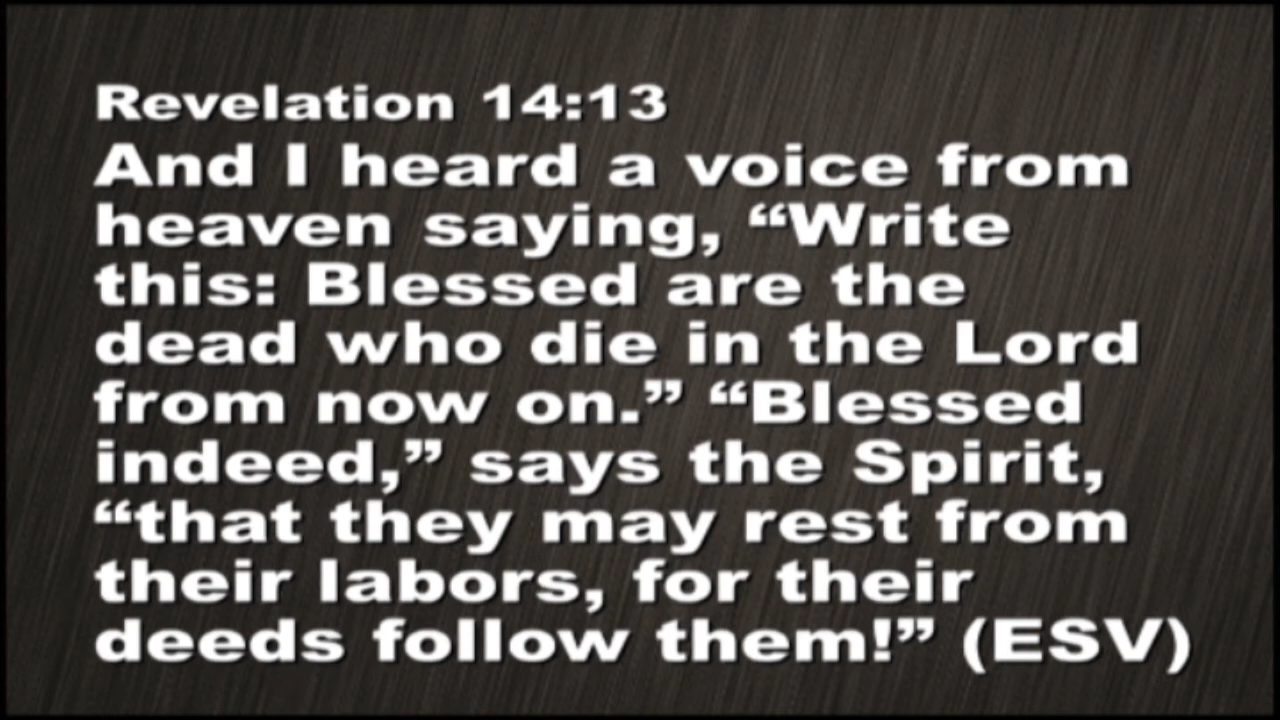 Revelation 14:13
And I heard a voice from
heaven saying, “Write
this: Blessed are the
dead who die in the Lord
from now on.” “Blessed
indeed,” says the Spirit,
“that they may rest from
their labors, for their
deeds follow them!” (ESV)